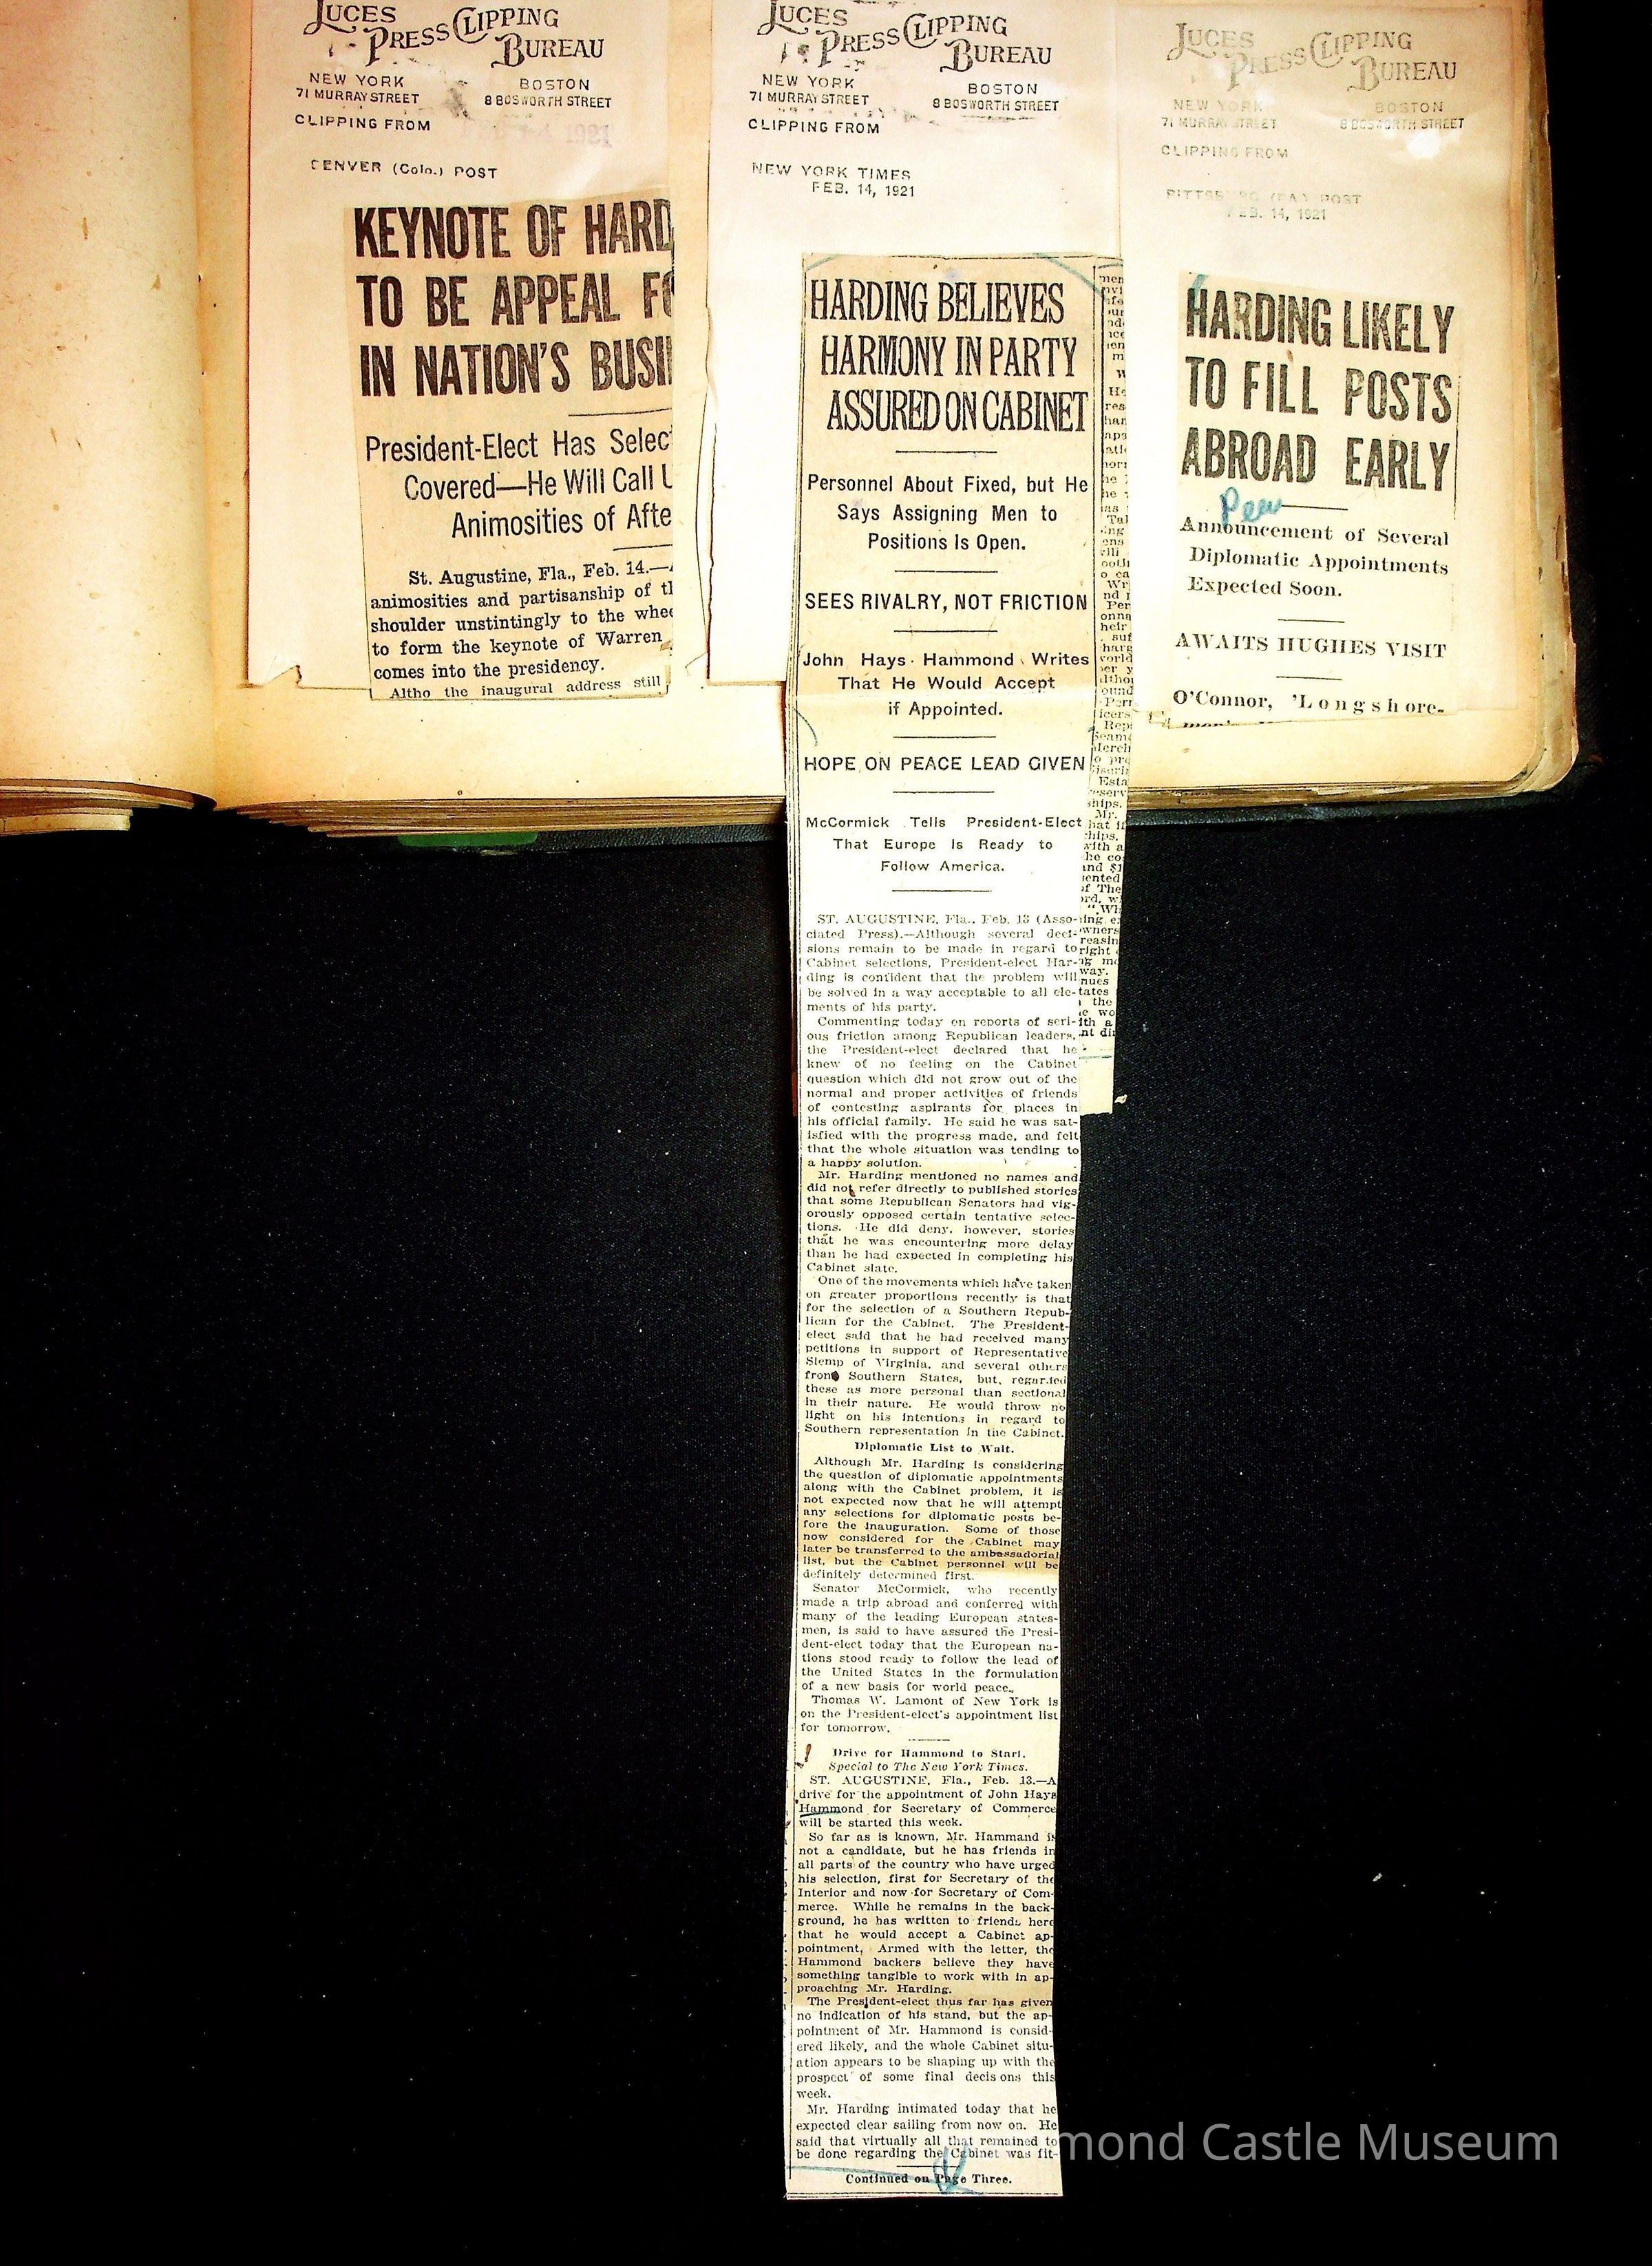 LUCES
PRESS CLIPPING
BUREAU
NEW YORK
71 MURRAY STREET
BOSTON
8 BOSWORTH STREET
CLIPPING FROM
1921
DENVER (Colo.) POST
KEYNOTE OF HARD
TO BE APPEAL FO
IN NATION'S BUSI
President-Elect Has Selec
Covered—He Will Call U
Animosities of Afte
St. Augustine, Fla., Feb. 14.—
animosities and partisanship of th
shoulder unstintingly to the whee
to form the keynote of Warren
comes into the presidency.
Altho the inaugural address still
LUCES
PRESS CLIPPING
BUREAU
NEW YORK
71 MURRAY STREET
BOSTON
8 BOSWORTH STREET
CLIPPING FROM
NEW YORK TIMES
FEB. 14, 1921
HARDING BELIEVES
HARMONY IN PARTY
ASSURED ON CABINET
Personnel About Fixed, but He
Says Assigning Men to
Positions Is Open.
SEES RIVALRY, NOT FRICTION
John Hays Hammond Writes
That He Would Accept
if Appointed.
HOPE ON PEACE LEAD GIVEN
McCormick Tells President-Elect
That Europe Is Ready to
Follow America.
ST. AUGUSTINE, Fla., Feb. 13 (Asso-
ciated Press).—Although several deci-
sions remain to be made in regard to
Cabinet selections, President-elect Har-
ding is confident that the problem will
be solved in a way acceptable to all ele-
ments of his party.
Commenting today on reports of seri-
ous friction among Republican leaders,
the President-elect declared that he
knew of no feeling on the Cabinet
question which did not grow out of the
normal and proper activities of friends
of contesting aspirants for places in
his official family. He said he was sat-
isfied with the progress made, and felt
that the whole situation was tending to
a happy solution.
Mr. Harding mentioned no names and
did not refer directly to published stories
that some Republican Senators had vig-
orously opposed certain tentative selec-
tions. He did deny, however, stories
that he was encountering more delay
than he had expected in completing his
Cabinet slate.
One of the movements which have taken
on greater proportions recently is that
for the selection of a Southern Repub-
lican for the Cabinet. The President-
elect said that he had received many
petitions in support of Representative
Slemp of Virginia, and several others
from Southern States, but, regarded
these as more personal than sectional
in their nature. He would throw no
light on his intentions in regard to
Southern representation in the Cabinet.
Diplomatic List to Wait.
Although Mr. Harding is considering
the question of diplomatic appointments
along with the Cabinet problem, it is
not expected now that he will attempt
any selections for diplomatic posts be-
fore the inauguration. Some of those
now considered for the Cabinet may
later be transferred to the ambassadorial
list, but the Cabinet personnel will be
definitely determined first.
Senator McCormick, who recently
made a trip abroad and conferred with
many of the leading European states-
men, is said to have assured the Presi-
dent-elect today that the European na-
tions stood ready to follow the lead of
the United States in the formulation
of a new basis for world peace.
Thomas W. Lamont of New York is
on the President-elect's appointment list
for tomorrow.
Drive for Hammond to Start.
Special to The New York Times.
ST. AUGUSTINE, Fla., Feb. 13.—A
drive for the appointment of John Hays
Hammond for Secretary of Commerce
will be started this week.
So far as is known, Mr. Hammand is
not a candidate, but he has friends in
all parts of the country who have urged
his selection, first for Secretary of the
Interior and now for Secretary of Com-
merce. While he remains in the back-
ground, he has written to friends here
that he would accept a Cabinet ap-
pointment. Armed with the letter, the
Hammond backers believe they have
something tangible to work with in ap-
proaching Mr. Harding.
The President-elect thus far has given
no indication of his stand, but the ap-
pointment of Mr. Hammond is consid-
ered likely, and the whole Cabinet situ-
ation appears to be shaping up with the
prospect of some final decis ons this
week.
Mr. Harding intimated today that he
expected clear sailing from now on. He
said that virtually all that remained to
be done regarding the Cabinet was fit-
Continued on Page Three.
LUCES
PRESS CLIPPING
BUREAU
NEW YORK
71 MURRAY STREET
BOSTON
8 BOSWORTH STREET
CLIPPING FROM
PITTSBURG (PA.) POST
FEB. 14, 1921
HARDING LIKELY
TO FILL POSTS
ABROAD EARLY
Announcement of Several
Diplomatic Appointments
Expected Soon.
AWAITS HUGHES VISIT
O'Connor, 'Longshore-
mond Castle Museum